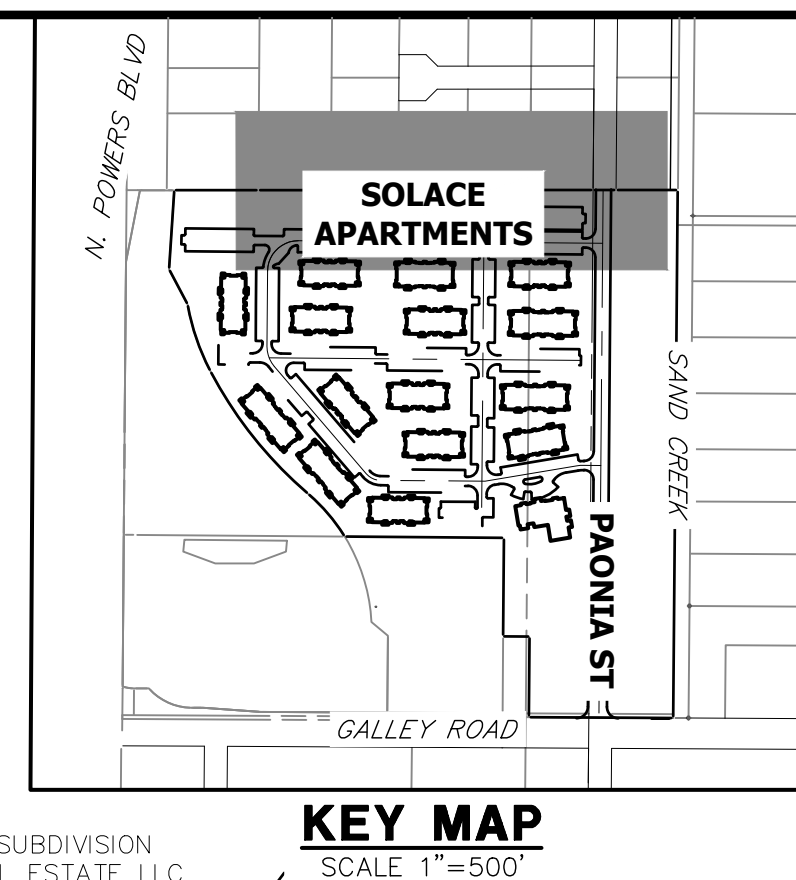 N. POWERS BLVD
SOLACE
APARTMENTS
SAND CREEK
PAONIA ST
GALLEY ROAD
KEY MAP
SCALE 1"=500'
SUBDIVISION
ESTATE LLC